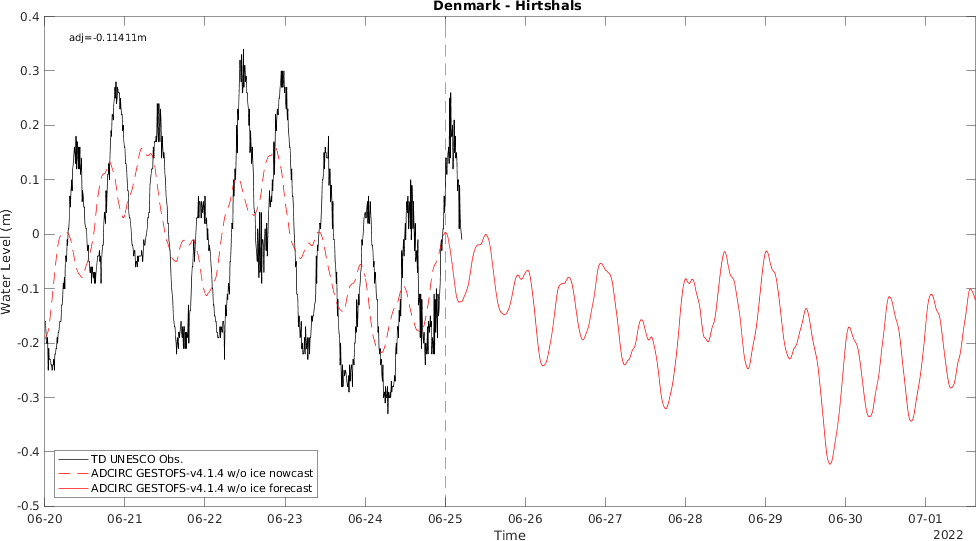 Denmark - Hirtshals
adj=-0.11411m
0.4
0.3
0.2
0.1
0
-0.1
-0.2
-0.3
-0.4
-0.5
Water Level (m)
TD UNESCO Obs.
ADCIRC GESTOFS-v4.1.4 w/o ice nowcast
ADCIRC GESTOFS-v4.1.4 w/o ice forecast
06-20 06-21 06-22 06-23 06-24 06-25 06-26 06-27 06-28 06-29 06-30 07-01
Time
2022